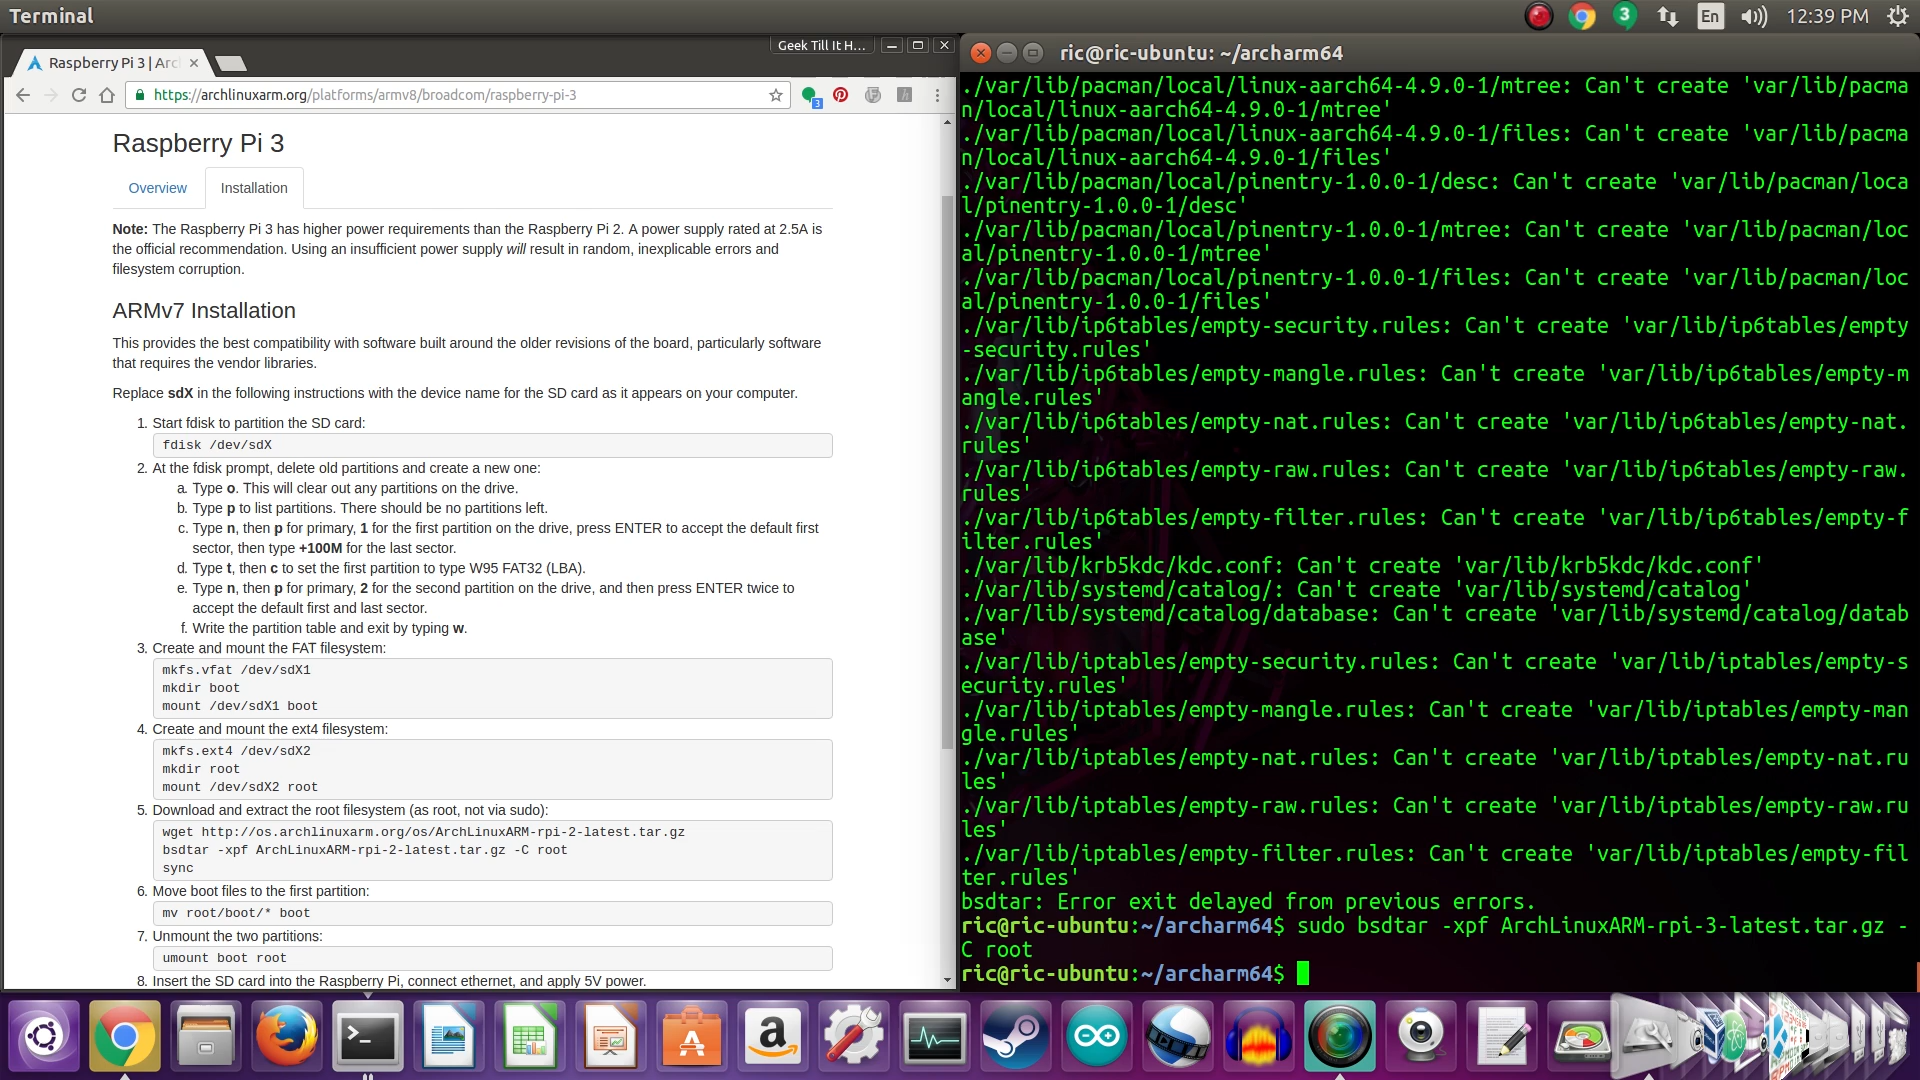 Terminal
3
En
12:39 PM
Geek Till It H...
Raspberry Pi 3 | Arc
https://archlinuxarm.org/platforms/armv8/broadcom/raspberry-pi-3
3
Raspberry Pi 3
Overview
Installation
Note: The Raspberry Pi 3 has higher power requirements than the Raspberry Pi 2. A power supply rated at 2.5A is
the official recommendation. Using an insufficient power supply will result in random, inexplicable errors and
filesystem corruption.
ARMv7 Installation
This provides the best compatibility with software built around the older revisions of the board, particularly software
that requires the vendor libraries.
Replace sdX in the following instructions with the device name for the SD card as it appears on your computer.
1. Start fdisk to partition the SD card:
fdisk /dev/sdX
2. At the fdisk prompt, delete old partitions and create a new one:
a. Type o. This will clear out any partitions on the drive.
b. Type p to list partitions. There should be no partitions left.
c. Type n, then p for primary, 1 for the first partition on the drive, press ENTER to accept the default first
sector, then type +100M for the last sector.
d. Type t, then c to set the first partition to type W95 FAT32 (LBA).
e. Type n, then p for primary, 2 for the second partition on the drive, and then press ENTER twice to
accept the default first and last sector.
f. Write the partition table and exit by typing w.
3. Create and mount the FAT filesystem:
mkfs.vfat /dev/sdX1
mkdir boot
mount /dev/sdX1 boot
4. Create and mount the ext4 filesystem:
mkfs.ext4 /dev/sdX2
mkdir root
mount /dev/sdX2 root
5. Download and extract the root filesystem (as root, not via sudo):
wget http://os.archlinuxarm.org/os/ArchLinuxARM-rpi-2-latest.tar.gz
bsdtar -xpf ArchLinuxARM-rpi-2-latest.tar.gz -C root
sync
6. Move boot files to the first partition:
mv root/boot/* boot
7. Unmount the two partitions:
umount boot root
8. Insert the SD card into the Raspberry Pi, connect ethernet, and apply 5V power.
ric@ric-ubuntu: ~/archarm64
./var/lib/pacman/local/linux-aarch64-4.9.0-1/mtree: Can't create 'var/lib/pacma
n/local/linux-aarch64-4.9.0-1/mtree'
./var/lib/pacman/local/linux-aarch64-4.9.0-1/files: Can't create 'var/lib/pacma
n/local/linux-aarch64-4.9.0-1/files'
./var/lib/pacman/local/pinentry-1.0.0-1/desc: Can't create 'var/lib/pacman/loca
l/pinentry-1.0.0-1/desc'
./var/lib/pacman/local/pinentry-1.0.0-1/mtree: Can't create 'var/lib/pacman/loc
al/pinentry-1.0.0-1/mtree'
./var/lib/pacman/local/pinentry-1.0.0-1/files: Can't create 'var/lib/pacman/loc
al/pinentry-1.0.0-1/files'
./var/lib/ip6tables/empty-security.rules: Can't create 'var/lib/ip6tables/empty
-security.rules'
./var/lib/ip6tables/empty-mangle.rules: Can't create 'var/lib/ip6tables/empty-m
angle.rules'
./var/lib/ip6tables/empty-nat.rules: Can't create 'var/lib/ip6tables/empty-nat.
rules'
./var/lib/ip6tables/empty-raw.rules: Can't create 'var/lib/ip6tables/empty-raw.
rules'
./var/lib/ip6tables/empty-filter.rules: Can't create 'var/lib/ip6tables/empty-f
ilter.rules'
./var/lib/krb5kdc/kdc.conf: Can't create 'var/lib/krb5kdc/kdc.conf'
./var/lib/systemd/catalog/: Can't create 'var/lib/systemd/catalog'
./var/lib/systemd/catalog/database: Can't create 'var/lib/systemd/catalog/datab
ase'
./var/lib/iptables/empty-security.rules: Can't create 'var/lib/iptables/empty-s
ecurity.rules'
./var/lib/iptables/empty-mangle.rules: Can't create 'var/lib/iptables/empty-man
gle.rules'
./var/lib/iptables/empty-nat.rules: Can't create 'var/lib/iptables/empty-nat.ru
les'
./var/lib/iptables/empty-raw.rules: Can't create 'var/lib/iptables/empty-raw.ru
les'
./var/lib/iptables/empty-filter.rules: Can't create 'var/lib/iptables/empty-fil
ter.rules'
bsdtar: Error exit delayed from previous errors.
ric@ric-ubuntu:~/archarm64$ sudo bsdtar -xpf ArchLinuxARM-rpi-3-latest.tar.gz -
C root
ric@ric-ubuntu:~/archarm64$